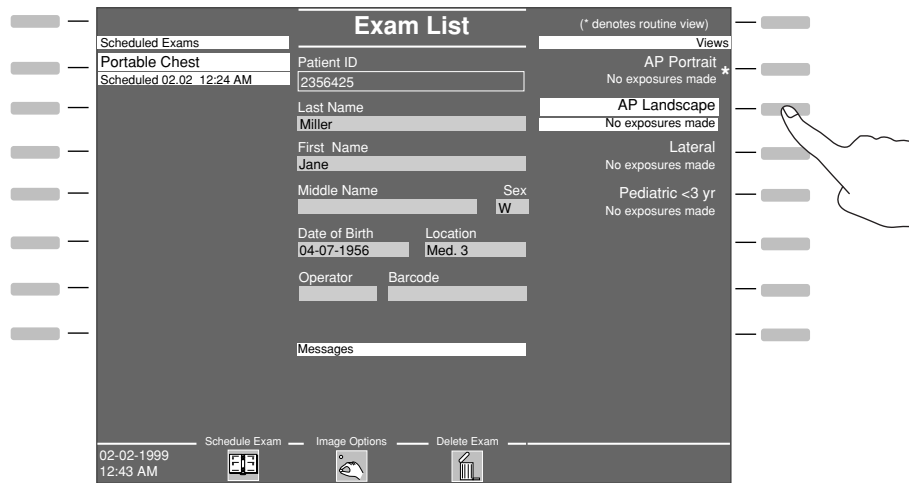 Exam List
(* denotes routine view)
Scheduled Exams
Views
Portable Chest
Scheduled 02.02 12:24 AM
Patient ID
2356425
Last Name
Miller
First Name
Jane
Middle Name Sex
W
Date of Birth Location
04-07-1956 Med. 3
Operator Barcode
Messages
AP Portrait
No exposures made *
AP Landscape
No exposures made
Lateral
No exposures made
Pediatric <3 yr
No exposures made
Schedule Exam Image Options Delete Exam
02-02-1999
12:43 AM